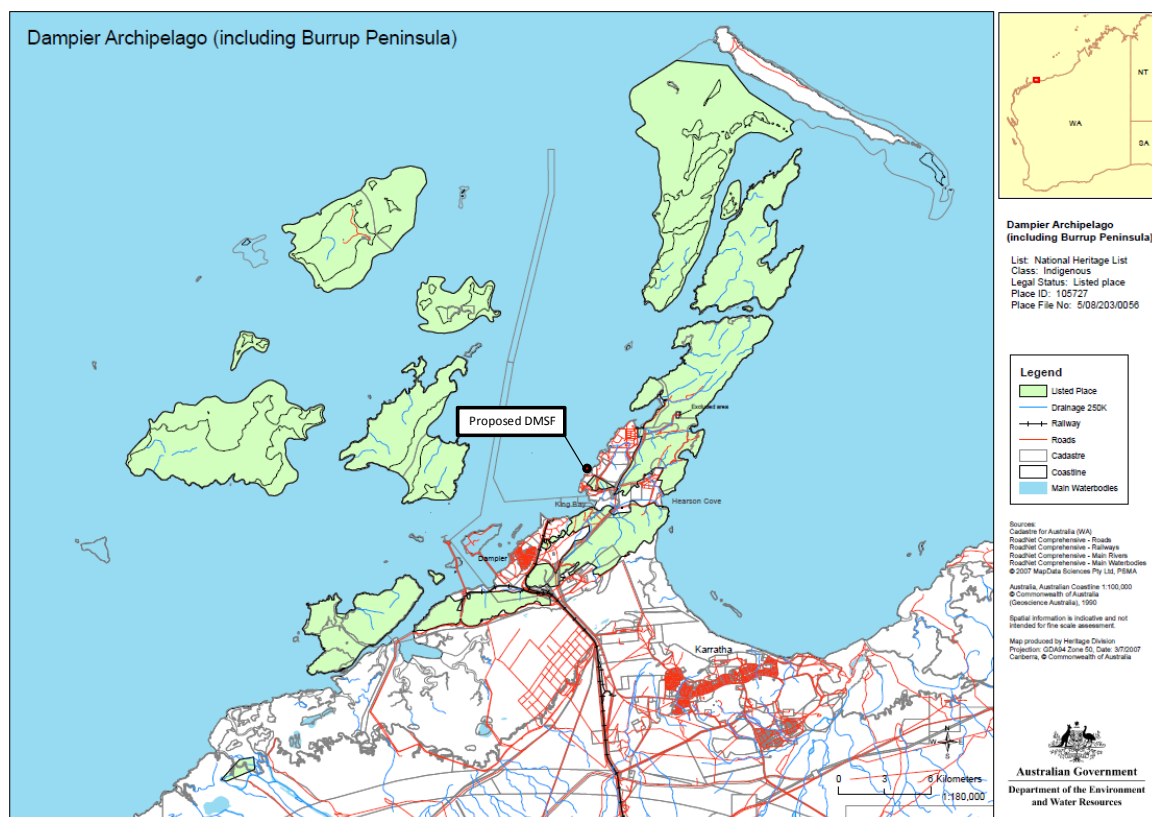 Dampier Archipelago (including Burrup Peninsula)
NT
WA
SA
Dampier Archipelago
(including Burrup Peninsula)
List: National Heritage List
Class: Indigenous
Legal Status: Listed place
Place ID: 105727
Place File No: 5/08/203/0056
Excluded area
Proposed DMSF
King Bay
Hearson Cove
Dampier
Karratha
Legend
Listed Place
Drainage 250K
Railway
Roads
Cadastre
Coastline
Main Waterbodies
Sources:
Cadastre for Australia (WA)
RoadNet Comprehensive - Roads
RoadNet Comprehensive - Railways
RoadNet Comprehensive - Main Rivers
RoadNet Comprehensive - Main Waterbodies
© 2007 MapData Sciences Pty Ltd, PSMA
Australia, Australian Coastline 1:100,000
© Commonwealth of Australia
(Geoscience Australia), 1990
Spatial information is indicative and not
intended for fine scale assessment.
Map produced by Heritage Division
Projection: GDA94 Zone 50, Date: 3/7/2007
Canberra, © Commonwealth of Australia
N
W E
S
0 3 6 Kilometers
1:180,000
Australian Government
Department of the Environment
and Water Resources